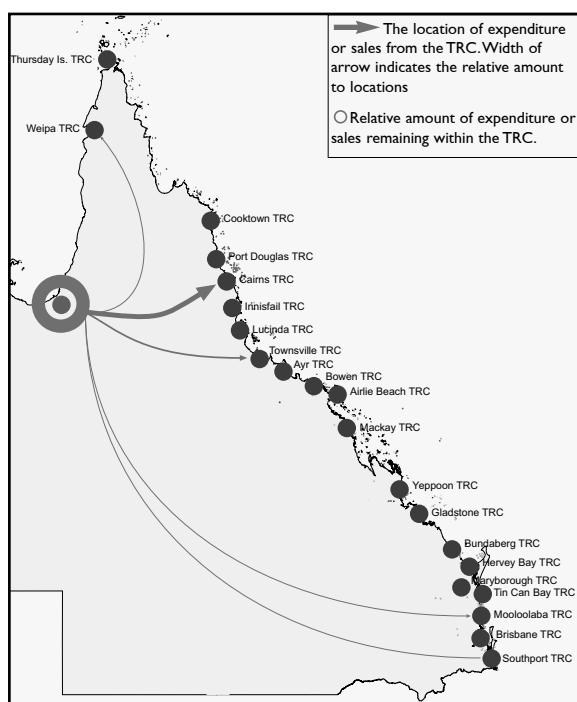 The location of expenditure
or sales from the TRC. Width of
arrow indicates the relative amount
to locations
Relative amount of expenditure or
sales remaining within the TRC.
Thursday Is. TRC
Weipa TRC
Cooktown TRC
Port Douglas TRC
Cairns TRC
Innisfail TRC
Lucinda TRC
Townsville TRC
Ayr TRC
Bowen TRC
Airlie Beach TRC
Mackay TRC
Yeppoon TRC
Gladstone TRC
Bundaberg TRC
Hervey Bay TRC
Maryborough TRC
Tin Can Bay TRC
Mooloolaba TRC
Brisbane TRC
Southport TRC